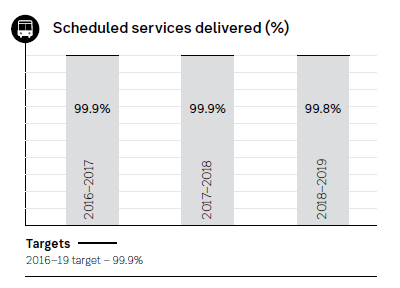 Scheduled services delivered (%)
99.9%
99.9%
99.8%
2016–2017
2017–2018
2018–2019
Targets
2016–19 target – 99.9%